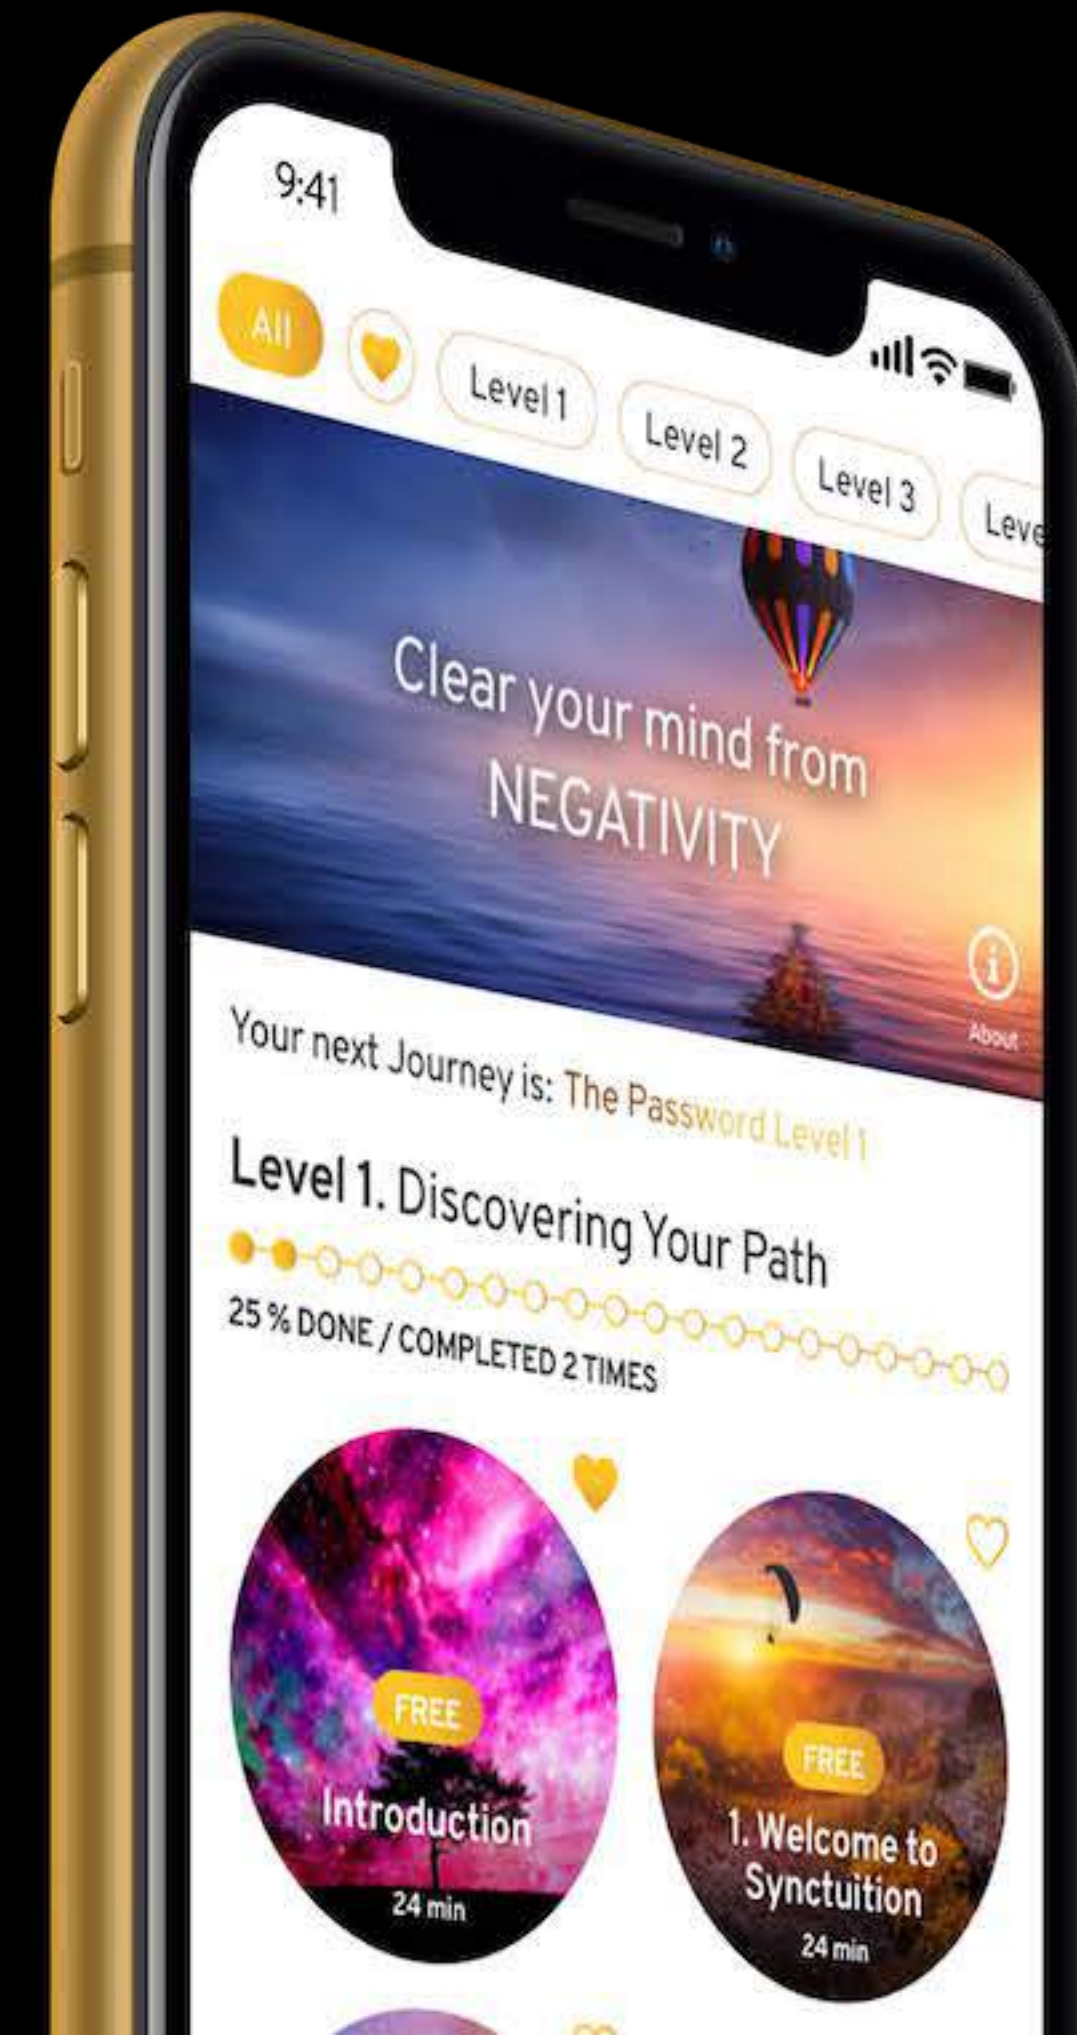 9:41
All
Level 1
Level 2
Level 3
Leve
Clear your mind from
NEGATIVITY
About
Your next Journey is: The Password Level 1
Level 1. Discovering Your Path
25 % DONE / COMPLETED 2 TIMES
FREE
Introduction
24 min
FREE
1. Welcome to
Synctuition
24 min